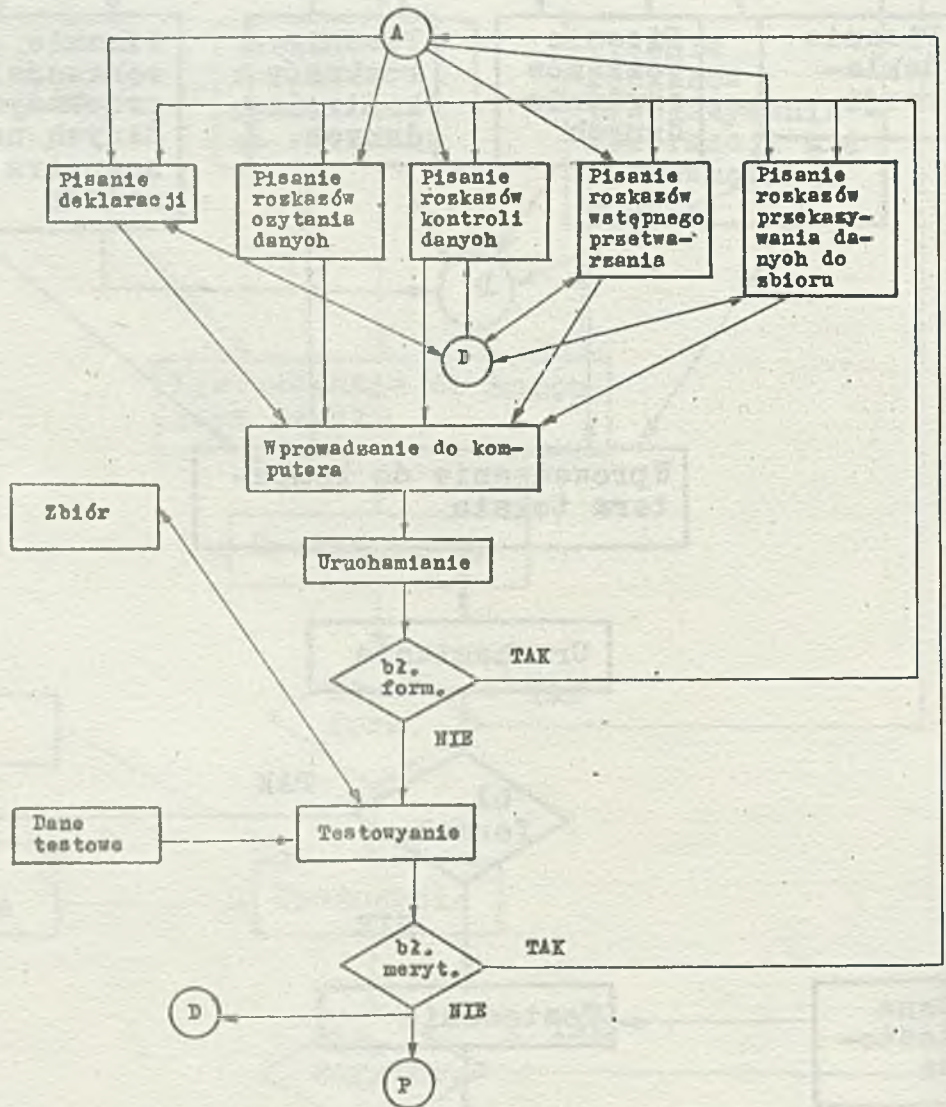 A
Pisanie
deklaracji
Pisanie
rozkazów
ozytania
danych
Pisanie
rozkazów
kontroli
danych
Pisanie
rozkazów
wstępnego
przetwa-
rzania
Pisanie
rozkazów
przekazy-
wania da-
nych do
zbioru
D
Wprowadzanie do kom-
putera
Zbiór
Uruchamianie
bł.
form.
TAK
NIE
Dane
testowe
Testowyanie
bł.
meryt.
TAK
D
NIE
P